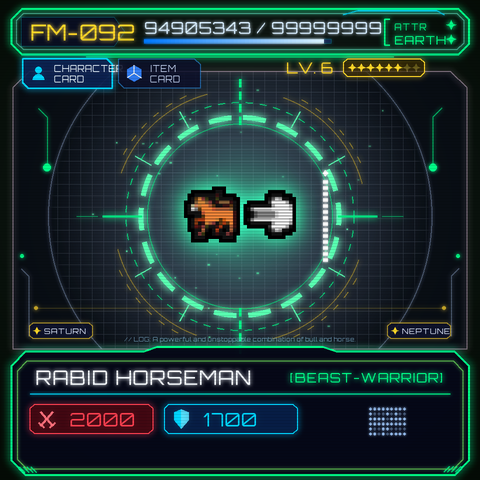 FM-092
94905343 / 99999999
ATTR
EARTH
CHARACTER
CARD
ITEM
CARD
LV.6
SATURN
NEPTUNE
// LOG: A powerful and unstoppable combination of bull and horse
RABID HORSEMAN
[BEAST-WARRIOR]
2000
1700